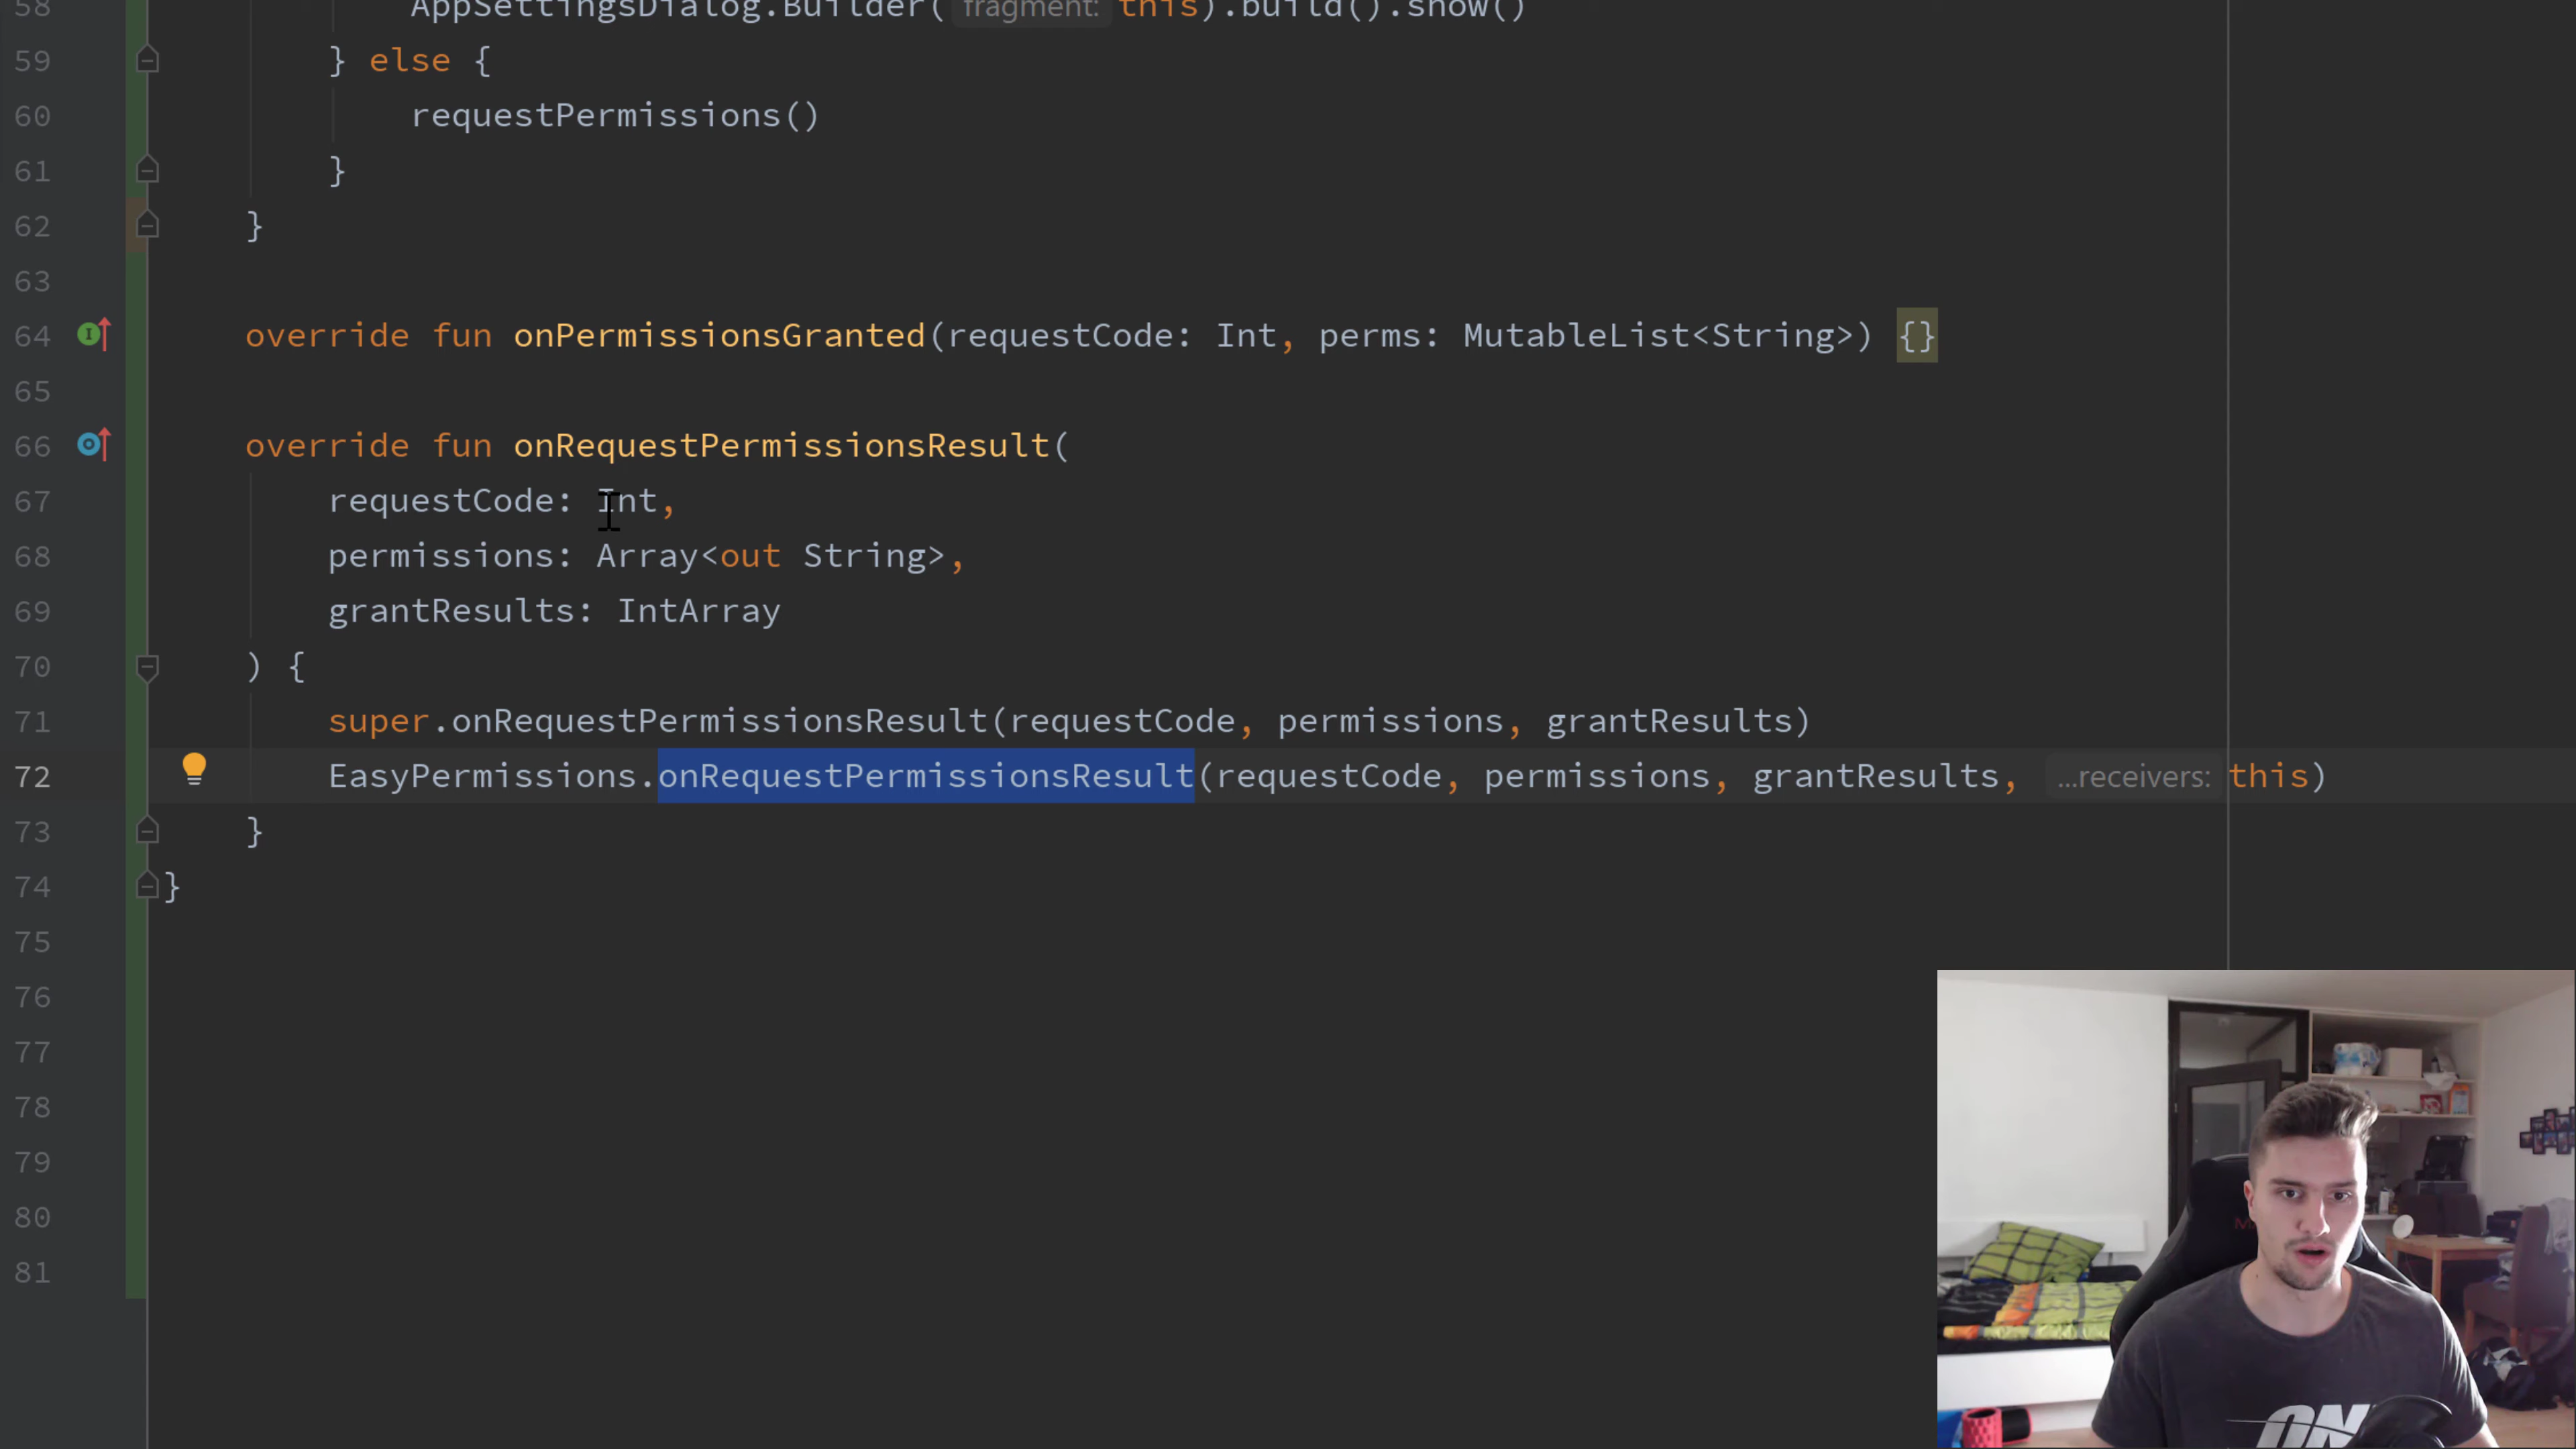 58 AppSettingsDialog.Builder( fragment: this).build().show()
59 } else {
60 requestPermissions()
61 }
62 }
63
64 override fun onPermissionsGranted(requestCode: Int, perms: MutableList<String>) {}
65
66 override fun onRequestPermissionsResult(
67 requestCode: Int,
68 permissions: Array<out String>,
69 grantResults: IntArray
70 ) {
71 super.onRequestPermissionsResult(requestCode, permissions, grantResults)
72 EasyPermissions.onRequestPermissionsResult(requestCode, permissions, grantResults, ...receivers: this)
73 }
74 }
75
76
77
78
79
80
81
ON